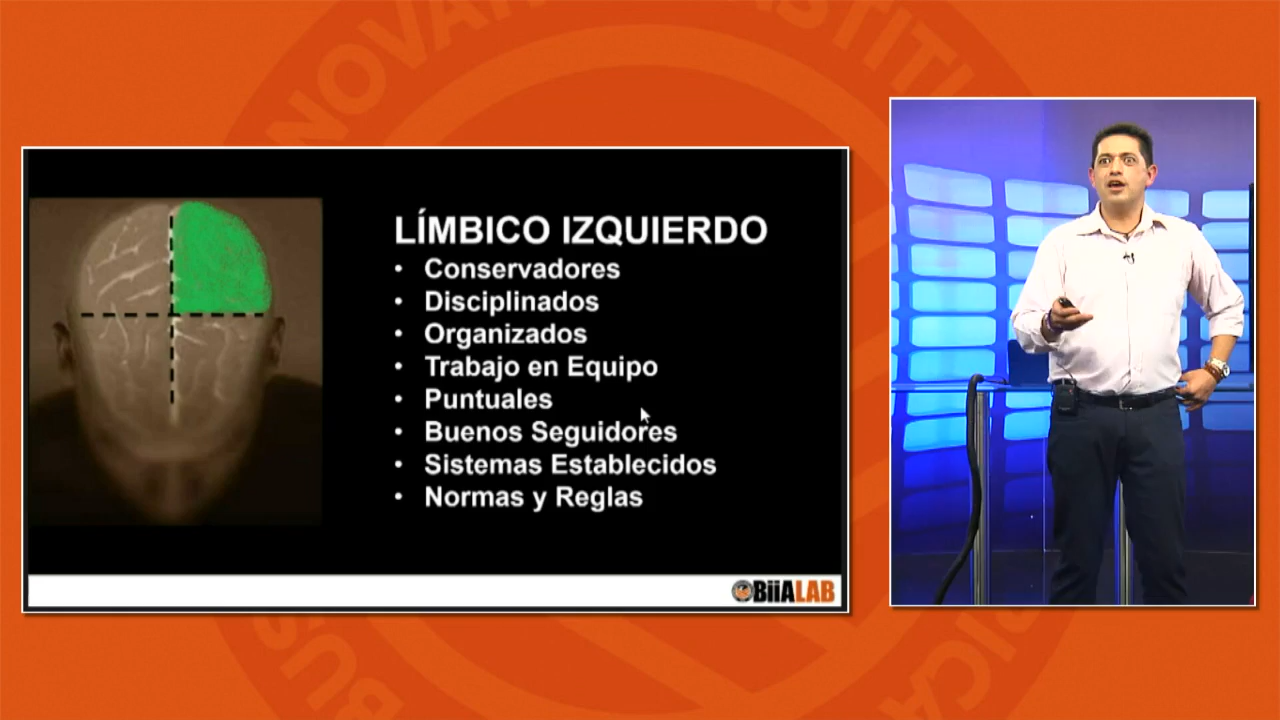 LÍMBICO IZQUIERDO
• Conservadores
• Disciplinados
• Organizados
• Trabajo en Equipo
• Puntuales
• Buenos Seguidores
• Sistemas Establecidos
• Normas y Reglas
BiiALAB